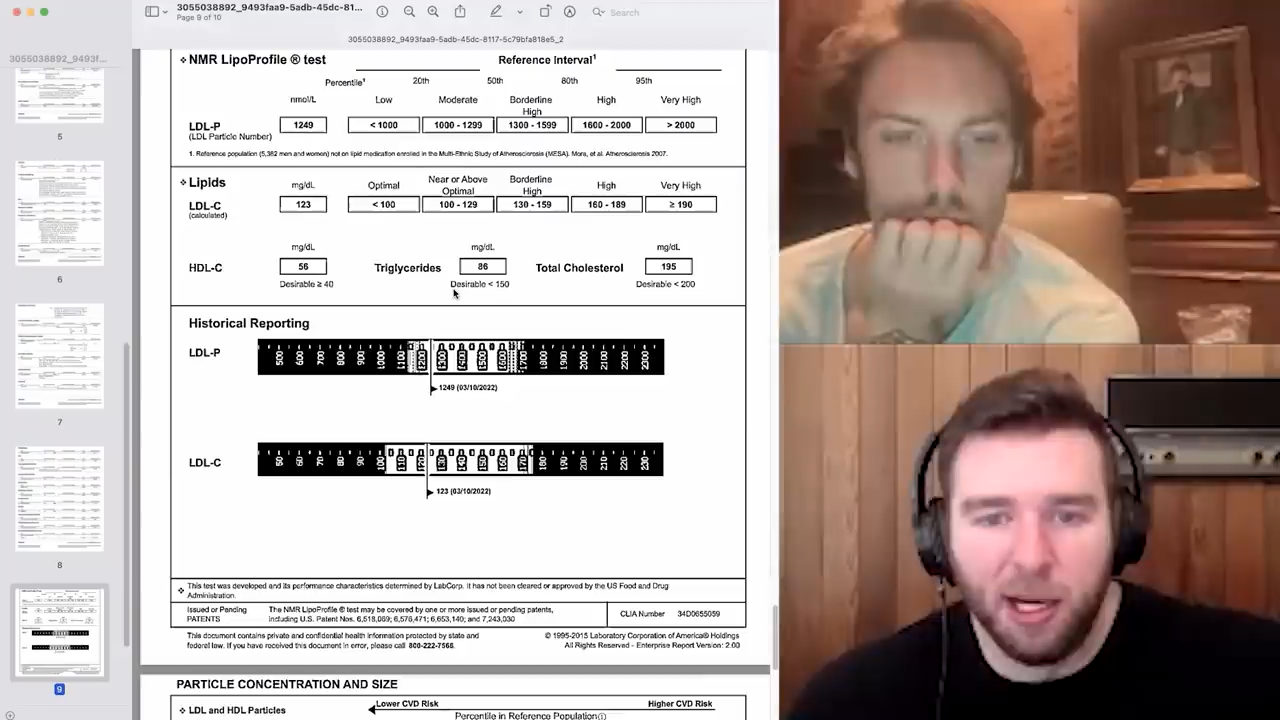 3055038892_9493faa9-5adb-45dc-81...
Page 9 of 10
Search
3055038892_9493faa9-5adb-45dc-8117-5c79bfa818e5_2
3055038892_9493f...
5
6
7
8
9
❖ NMR LipoProfile ® test
Reference Interval¹
Percentile¹ 20th 50th 80th 95th
nmol/L Low Moderate Borderline High High Very High
LDL-P 1249 < 1000 1000 - 1299 1300 - 1599 1600 - 2000 > 2000
(LDL Particle Number)
1. Reference population (5,362 men and women) not on lipid medication enrolled in the Multi-Ethnic Study of Atherosclerosis (MESA). Mora, et al. Atherosclerosis 2007.
❖ Lipids
mg/dL Optimal Near or Above Optimal Borderline High High Very High
LDL-C 123 < 100 100 - 129 130 - 159 160 - 189 ≥ 190
(calculated)
mg/dL mg/dL mg/dL
HDL-C 56 Triglycerides 86 Total Cholesterol 195
Desirable ≥ 40 Desirable < 150 Desirable < 200
Historical Reporting
LDL-P
1249 (03/10/2022)
LDL-C
123 (03/10/2022)
❖ This test was developed and its performance characteristics determined by LabCorp. It has not been cleared or approved by the US Food and Drug
Administration.
Issued or Pending PATENTS
The NMR LipoProfile ® test may be covered by one or more issued or pending patents,
including U.S. Patent Nos. 6,518,069; 6,576,471; 6,653,140; and 7,243,030
CLIA Number 34D0655059
This document contains private and confidential health information protected by state and
federal law. If you have received this document in error, please call 800-222-7566.
© 1995-2015 Laboratory Corporation of America® Holdings
All Rights Reserved - Enterprise Report Version: 2.00
PARTICLE CONCENTRATION AND SIZE
❖ LDL and HDL Particles
Lower CVD Risk Higher CVD Risk
Percentile in Reference Population